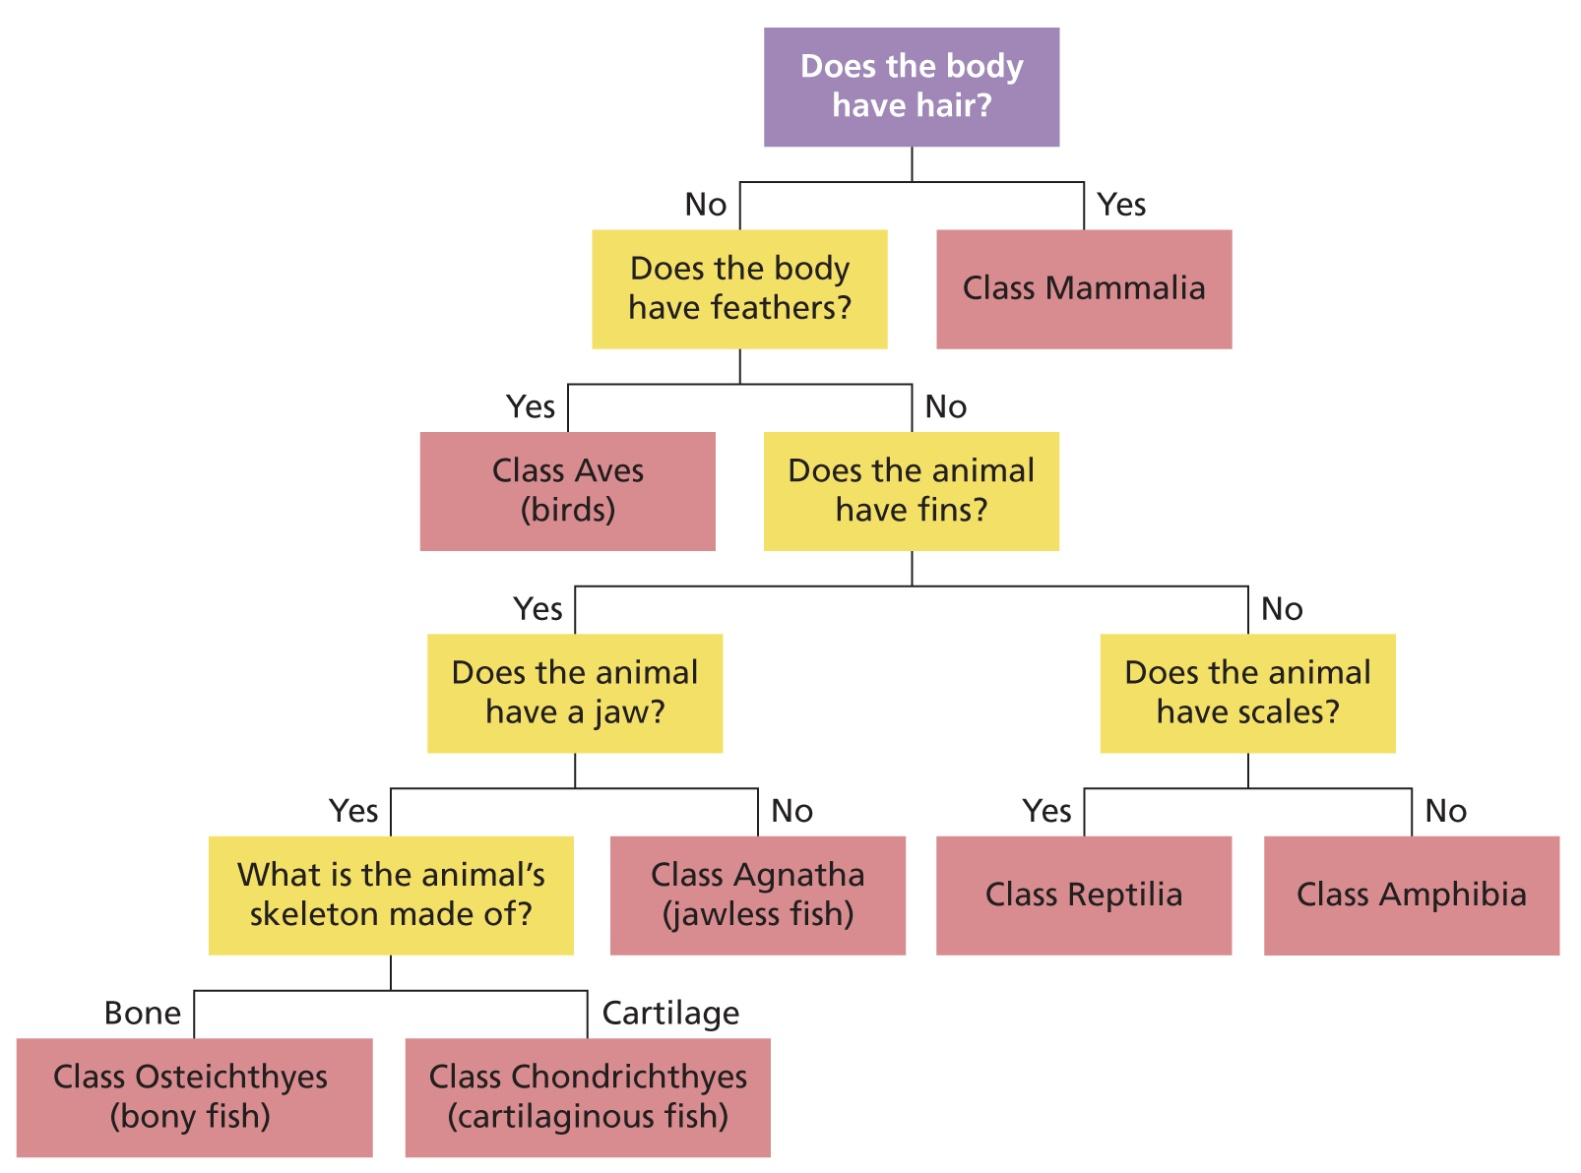 Does the body
have hair?
No
Yes
Does the body
have feathers?
Class Mammalia
Yes
No
Class Aves
(birds)
Does the animal
have fins?
Yes
No
Does the animal
have a jaw?
Does the animal
have scales?
Yes
No
Yes
No
What is the animal’s
skeleton made of?
Class Agnatha
(jawless fish)
Class Reptilia
Class Amphibia
Bone
Cartilage
Class Osteichthyes
(bony fish)
Class Chondrichthyes
(cartilaginous fish)